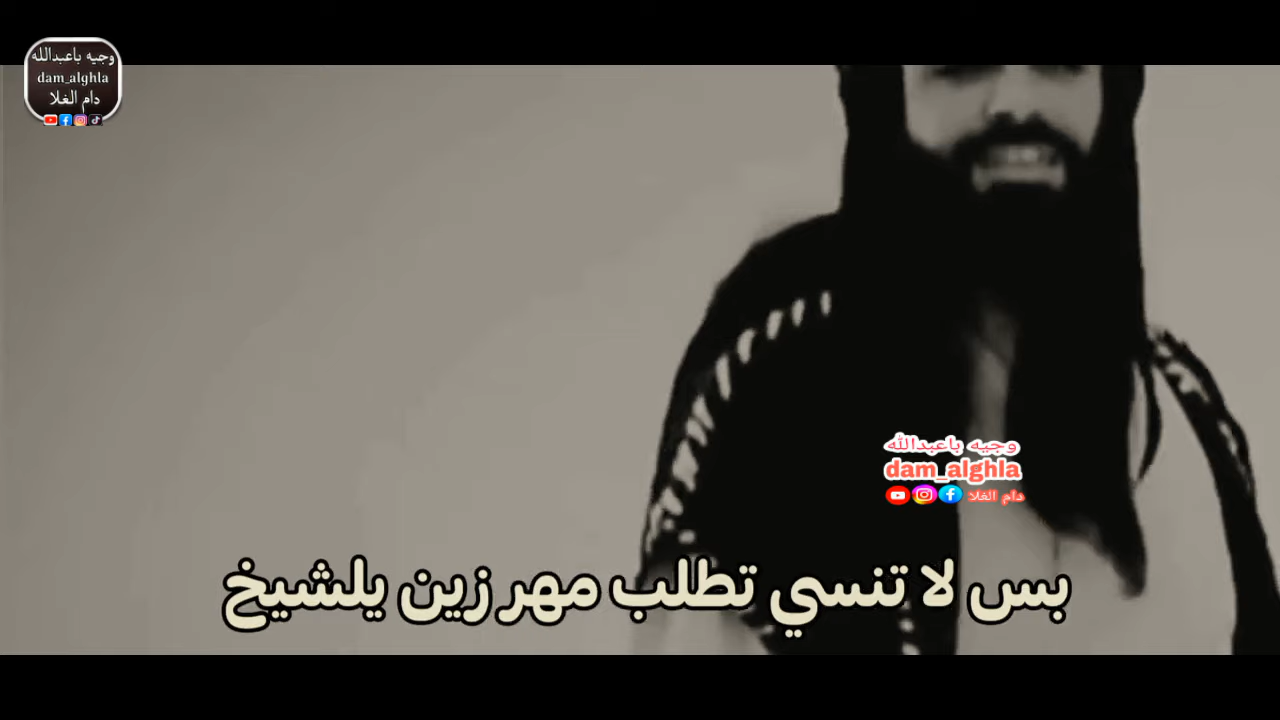 وجيه باعبدالله
dam_alghla
دام الغلا
وجيه باعبدالله
dam_alghla
دام الغلا
بس لا تنسي تطلب مهر زين يلشيخ